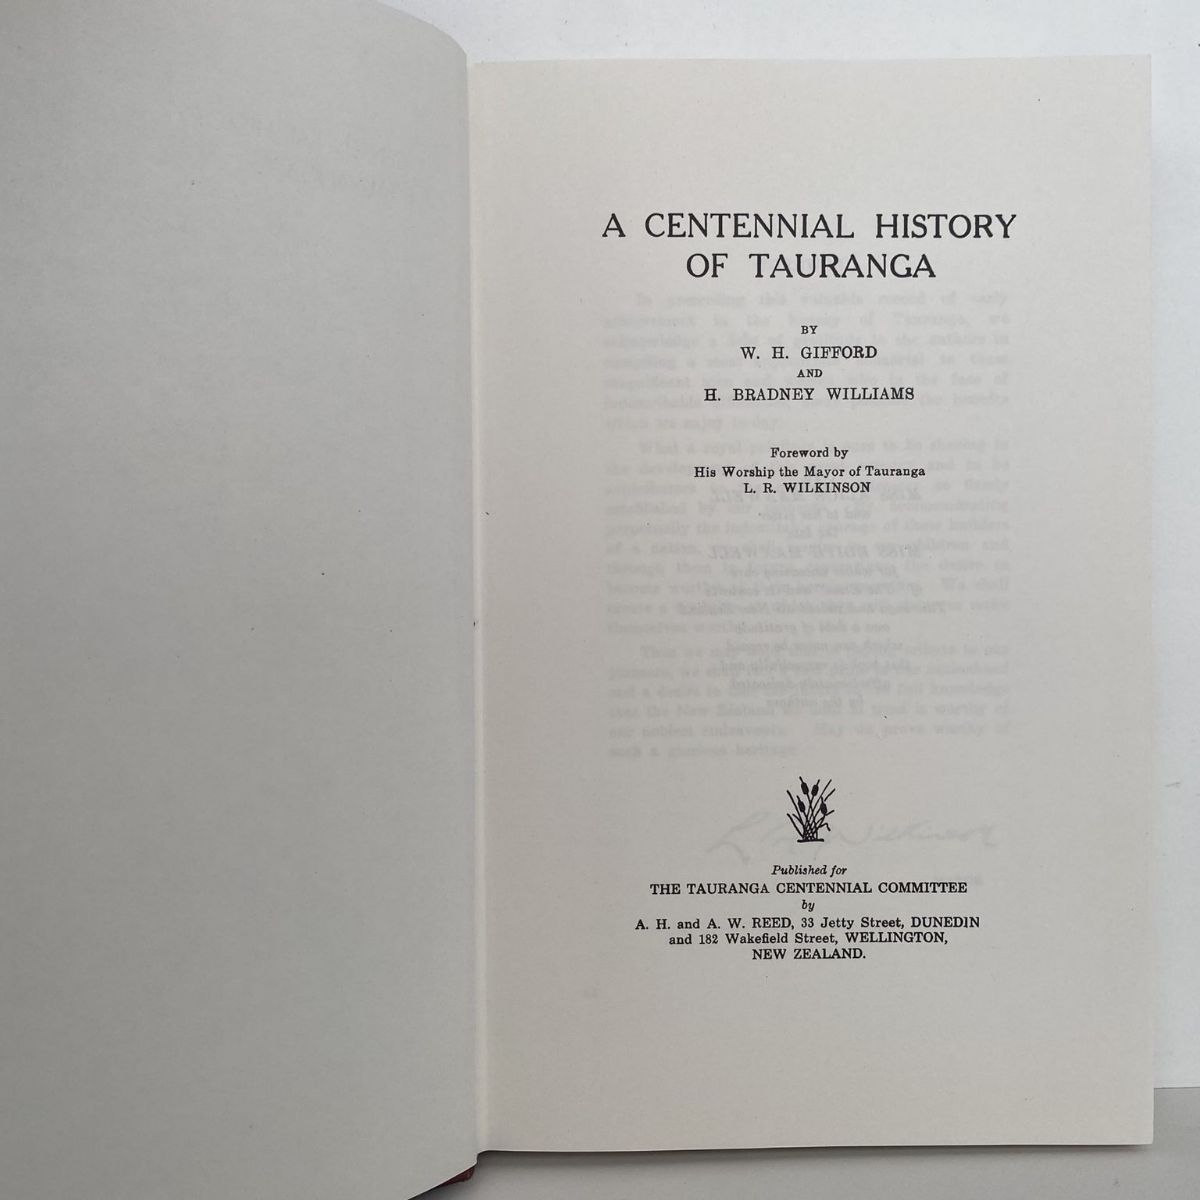 A CENTENNIAL HISTORY
OF TAURANGA
BY
W. H. GIFFORD
AND
H. BRADNEY WILLIAMS
Foreword by
His Worship the Mayor of Tauranga
L. R. WILKINSON
Published for
THE TAURANGA CENTENNIAL COMMITTEE
by
A. H. and A. W. REED, 33 Jetty Street, DUNEDIN
and 182 Wakefield Street, WELLINGTON,
NEW ZEALAND.